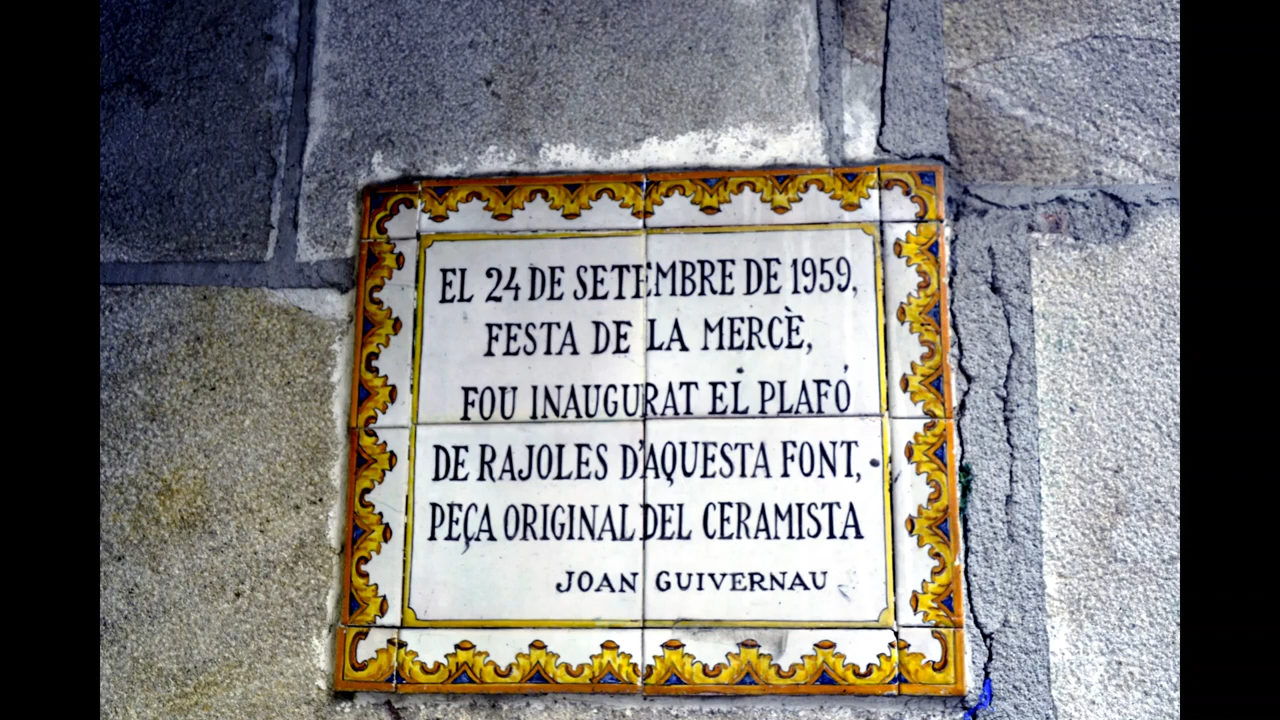 EL 24 DE SETEMBRE DE 1959,
FESTA DE LA MERCÈ,
FOU INAUGURAT EL PLAFÓ
DE RAJOLES D'AQUESTA FONT,
PEÇA ORIGINAL DEL CERAMISTA
JOAN GUIVERNAU